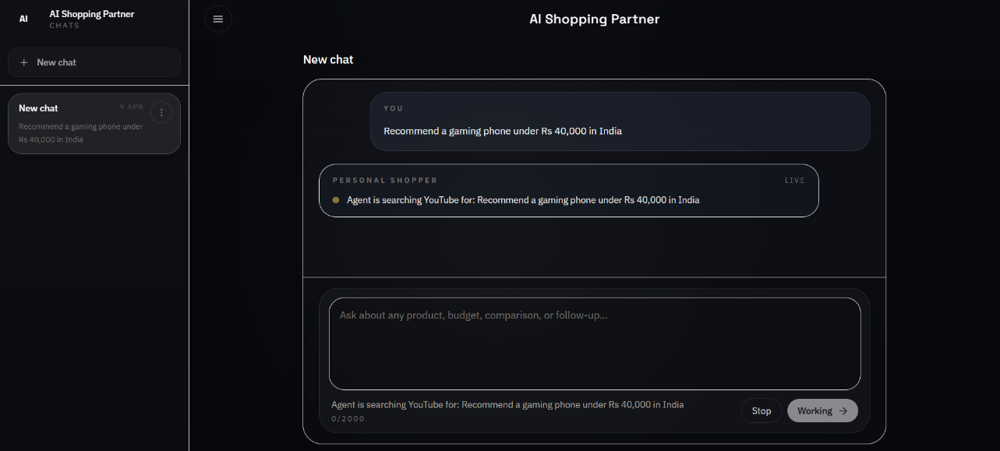 AI
AI Shopping Partner
CHATS
+ New chat
New chat
9 APR
Recommend a gaming phone under
Rs 40,000 in India
AI Shopping Partner
New chat
YOU
Recommend a gaming phone under Rs 40,000 in India
PERSONAL SHOPPER
LIVE
Agent is searching YouTube for: Recommend a gaming phone under Rs 40,000 in India
Ask about any product, budget, comparison, or follow-up...
Agent is searching YouTube for: Recommend a gaming phone under Rs 40,000 in India
0/2000
Stop
Working →